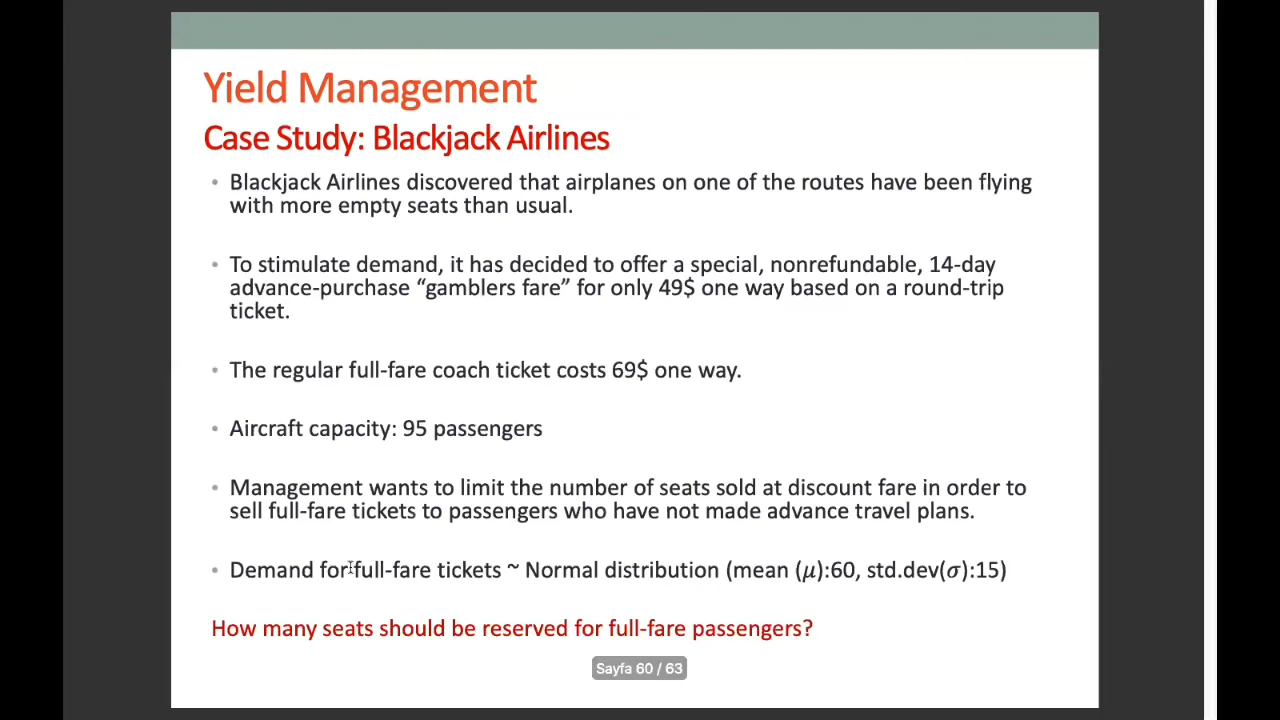 Yield Management
Case Study: Blackjack Airlines
• Blackjack Airlines discovered that airplanes on one of the routes have been flying
with more empty seats than usual.
• To stimulate demand, it has decided to offer a special, nonrefundable, 14-day
advance-purchase “gamblers fare” for only 49$ one way based on a round-trip
ticket.
• The regular full-fare coach ticket costs 69$ one way.
• Aircraft capacity: 95 passengers
• Management wants to limit the number of seats sold at discount fare in order to
sell full-fare tickets to passengers who have not made advance travel plans.
• Demand for full-fare tickets ~ Normal distribution (mean (𝜇):60, std.dev(𝜎):15)
How many seats should be reserved for full-fare passengers?
Sayfa 60 / 63